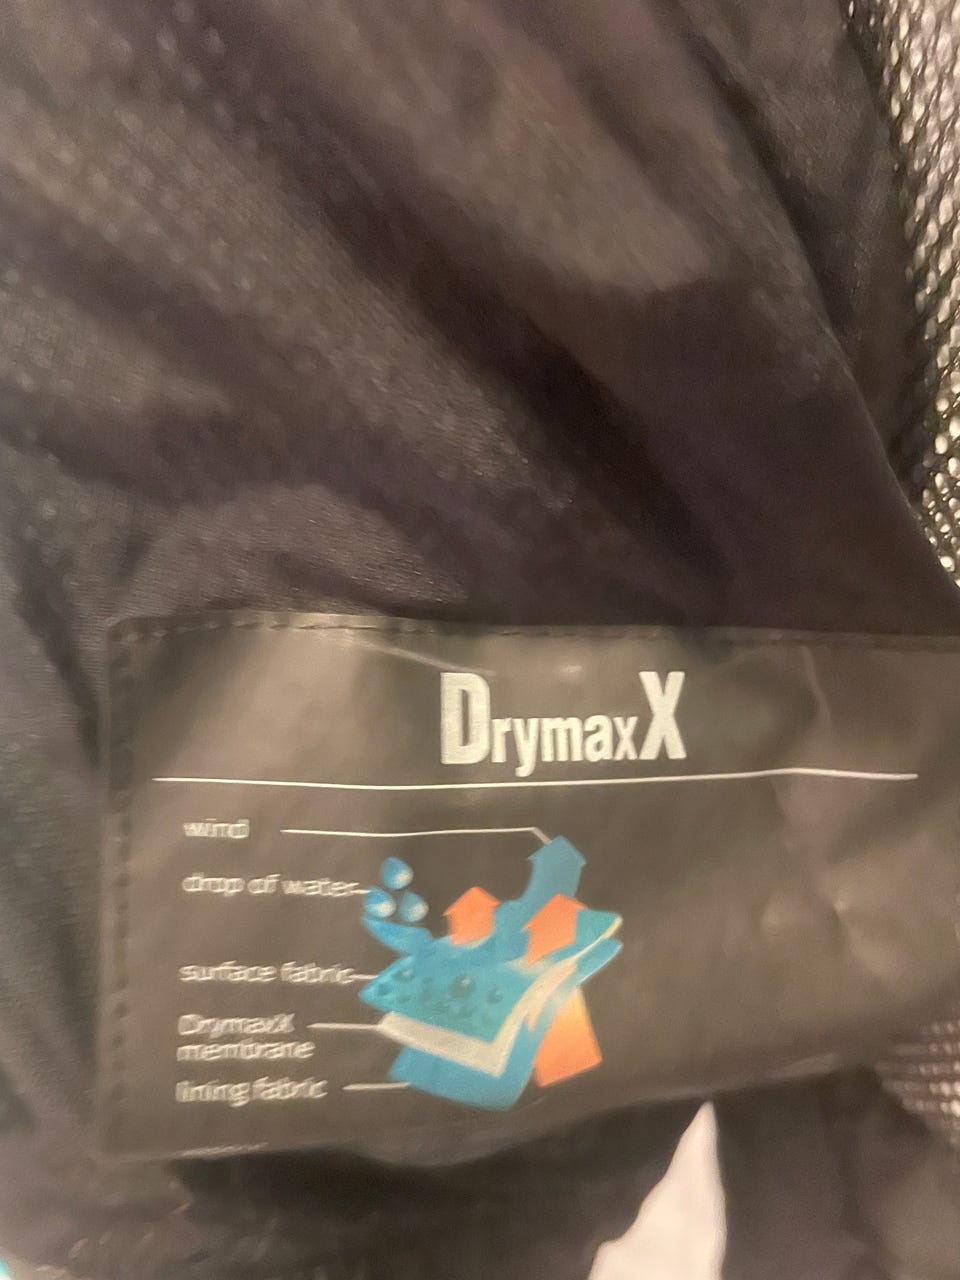 DrymaxX
wind
drop of water
surface fabric
DrymaxX
membrane
lining fabric